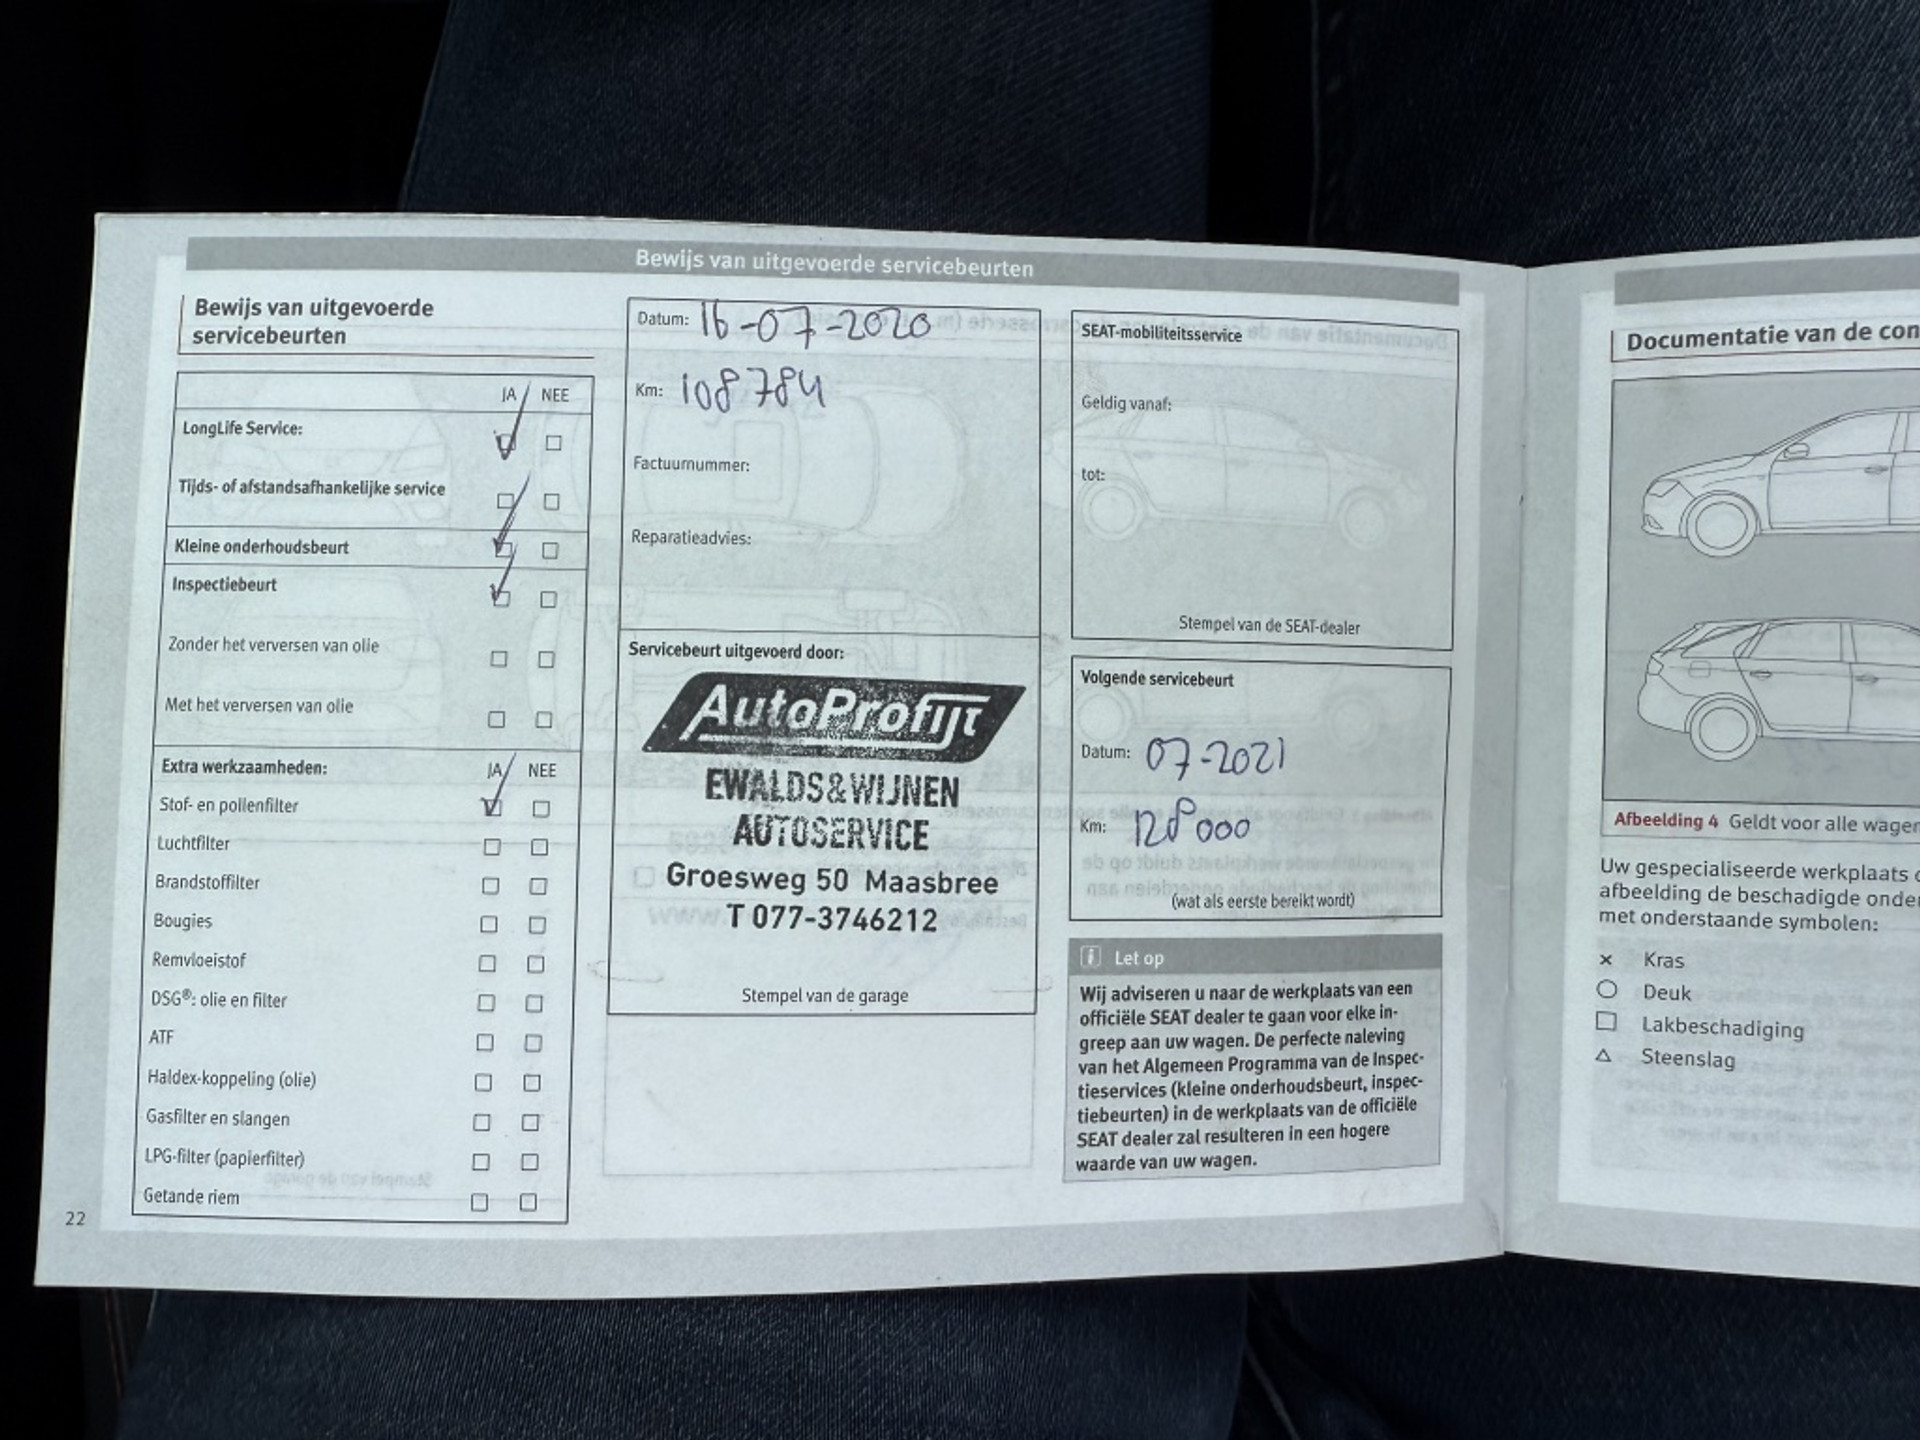 Bewijs van uitgevoerde servicebeurten
Bewijs van uitgevoerde
servicebeurten
JA NEE
LongLife Service:
Tijds- of afstandsafhankelijke service
Kleine onderhoudsbeurt
Inspectiebeurt
Zonder het verversen van olie
Met het verversen van olie
Extra werkzaamheden: JA NEE
Stof- en pollenfilter
Luchtfilter
Brandstoffilter
Bougies
Remvloeistof
DSG®: olie en filter
ATF
Haldex-koppeling (olie)
Gasfilter en slangen
LPG-filter (papierfilter)
Getande riem
22
Datum: 16-07-2020
Km: 108784
Factuurnummer:
Reparatieadvies:
Servicebeurt uitgevoerd door:
AutoProfijt
EWALDS&WIJNEN
AUTOSERVICE
Groesweg 50 Maasbree
T 077-3746212
Stempel van de garage
SEAT-mobiliteitsservice
Geldig vanaf:
tot:
Stempel van de SEAT-dealer
Volgende servicebeurt
Datum: 07-2021
Km: 128000
(wat als eerste bereikt wordt)
i Let op
Wij adviseren u naar de werkplaats van een
officiële SEAT dealer te gaan voor elke in-
greep aan uw wagen. De perfecte naleving
van het Algemeen Programma van de Inspec-
tieservices (kleine onderhoudsbeurt, inspec-
tiebeurten) in de werkplaats van de officiële
SEAT dealer zal resulteren in een hogere
waarde van uw wagen.
Documentatie van de con
Afbeelding 4 Geldt voor alle wagen
Uw gespecialiseerde werkplaats
afbeelding de beschadigde onder
met onderstaande symbolen:
× Kras
○ Deuk
□ Lakbeschadiging
△ Steenslag